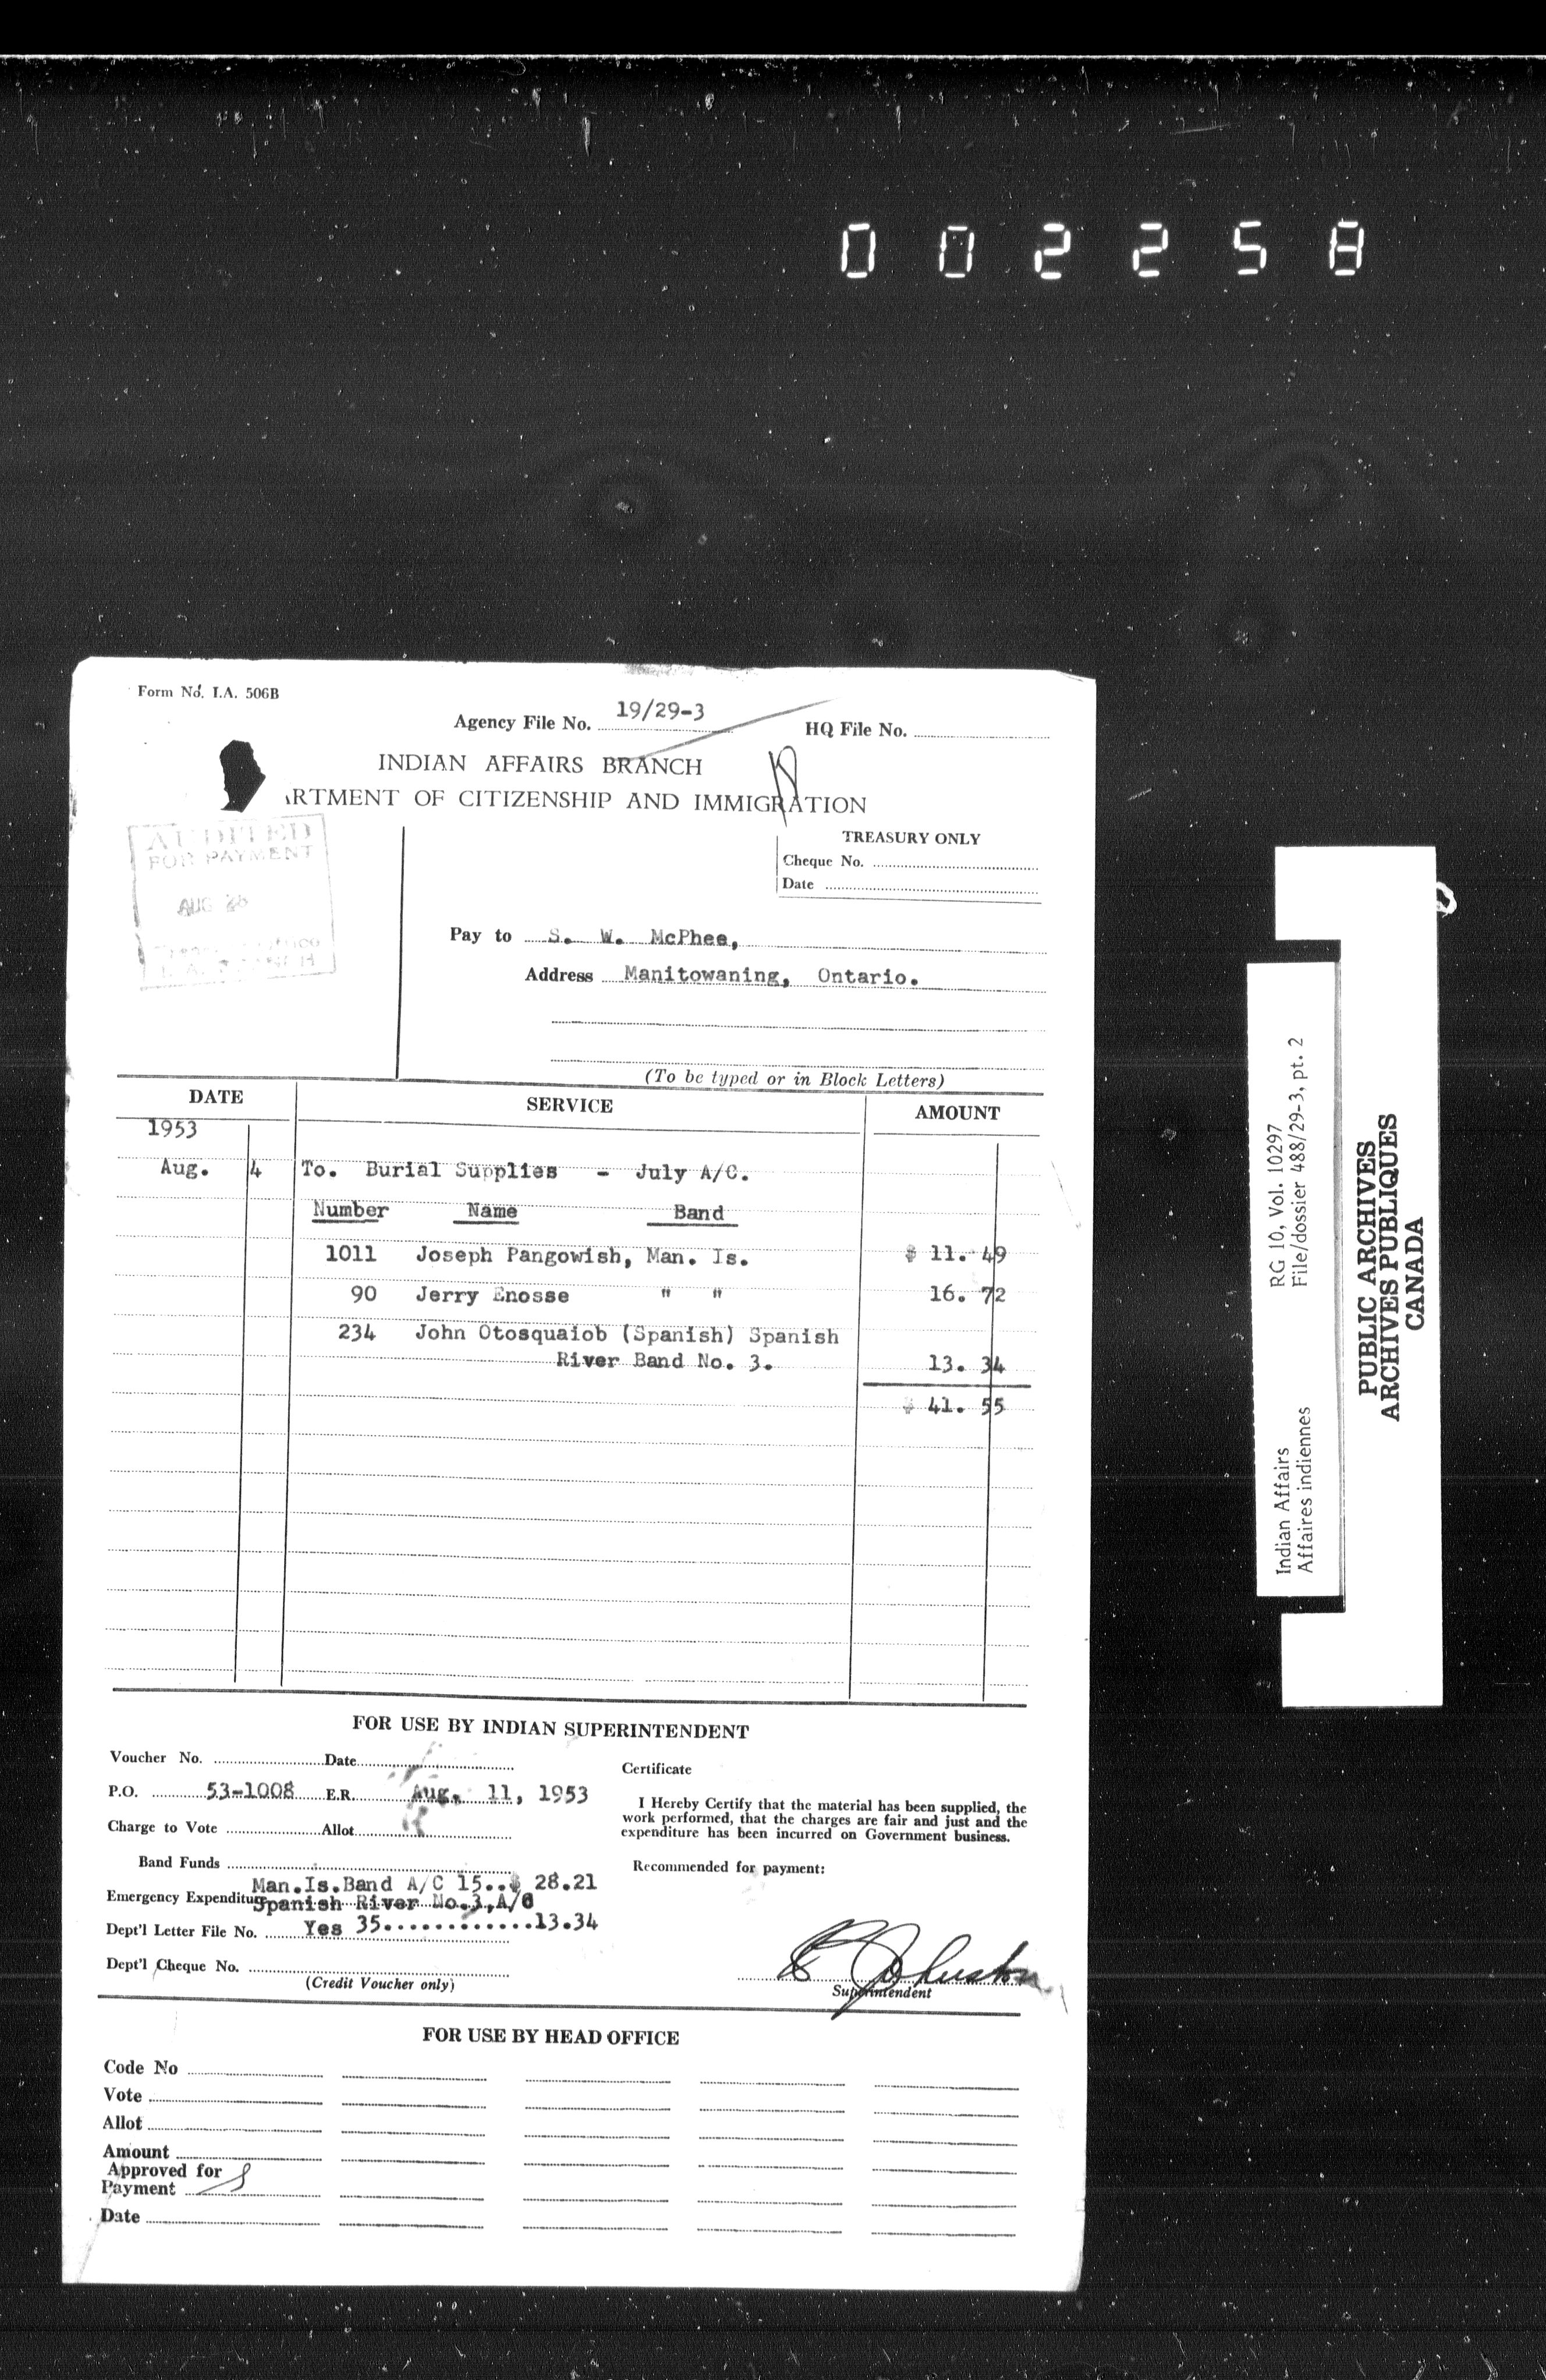 002258
Form No. I.A. 506B
Agency File No. 19/29-3
HQ File No.
INDIAN AFFAIRS BRANCH
ARTMENT OF CITIZENSHIP AND IMMIGRATION
AUDITED
FOR PAYMENT
AUG 28
TREASURY ONLY
Cheque No.
Date
Pay to S. W. McPhee,
Address Manitowaning, Ontario.
(To be typed or in Block Letters)
DATE SERVICE AMOUNT
1953
Aug. 4 To. Burial Supplies - July A/C.
Number Name Band
1011 Joseph Pangowish, Man. Is. $ 11. 49
90 Jerry Enosse " " 16. 72
234 John Otosquaiob (Spanish) Spanish
River Band No. 3. 13. 34
$ 41. 55
FOR USE BY INDIAN SUPERINTENDENT
Voucher No. Date
P.O. 53-1008 E.R. Aug. 11, 1953
Charge to Vote Allot
Band Funds
Man.Is.Band A/C 15..$ 28.21
Emergency Expenditure Spanish River No.3,A/C
Dept'l Letter File No. Yes 35............13.34
Dept'l Cheque No.
(Credit Voucher only)
Certificate
I Hereby Certify that the material has been supplied, the
work performed, that the charges are fair and just and the
expenditure has been incurred on Government business.
Recommended for payment:
Johnston
Superintendent
FOR USE BY HEAD OFFICE
Code No
Vote
Allot
Amount
Approved for
Payment
Date
Indian Affairs RG 10, Vol. 10297
Affaires indiennes File/dossier 488/29-3, pt. 2
PUBLIC ARCHIVES
ARCHIVES PUBLIQUES
CANADA